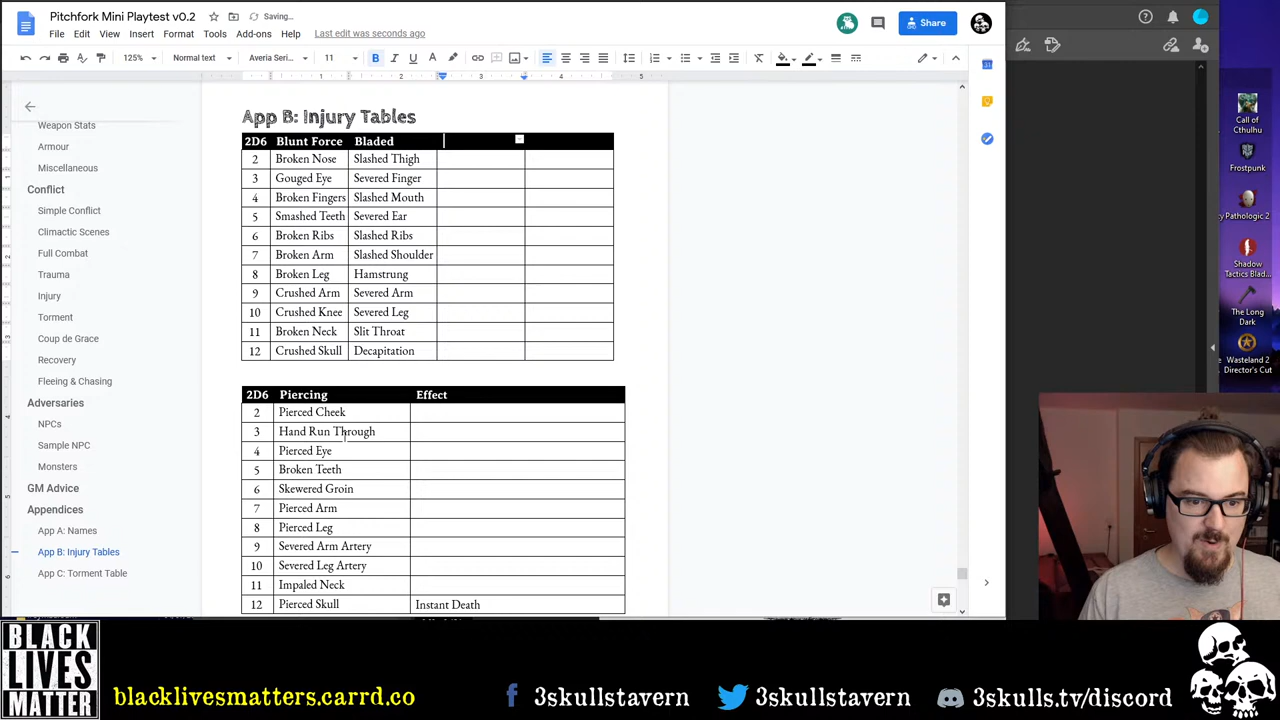 Pitchfork Mini Playtest v0.2
Saving...
File Edit View Insert Format Tools Add-ons Help Last edit was seconds ago
Share
125% Normal text Averia Seri... 11
B I U A
1 1 2 3 4 5
Weapon Stats
Armour
Miscellaneous
Conflict
Simple Conflict
Climactic Scenes
Full Combat
Trauma
Injury
Torment
Coup de Grace
Recovery
Fleeing & Chasing
Adversaries
NPCs
Sample NPC
Monsters
GM Advice
Appendices
App A: Names
App B: Injury Tables
App C: Torment Table
App B: Injury Tables
2D6 Blunt Force Bladed
2 Broken Nose Slashed Thigh
3 Gouged Eye Severed Finger
4 Broken Fingers Slashed Mouth
5 Smashed Teeth Severed Ear
6 Broken Ribs Slashed Ribs
7 Broken Arm Slashed Shoulder
8 Broken Leg Hamstrung
9 Crushed Arm Severed Arm
10 Crushed Knee Severed Leg
11 Broken Neck Slit Throat
12 Crushed Skull Decapitation
2D6 Piercing Effect
2 Pierced Cheek
3 Hand Run Through
4 Pierced Eye
5 Broken Teeth
6 Skewered Groin
7 Pierced Arm
8 Pierced Leg
9 Severed Arm Artery
10 Severed Leg Artery
11 Impaled Neck
12 Pierced Skull Instant Death
Call of
Cthulhu
Frostpunk
Pathologic 2
Shadow
Tactics Blad...
The Long
Dark
Wasteland 2
Director's Cut
BLACK
LIVES
MATTER
blacklivesmatters.carrd.co
3skullstavern
3skullstavern
3skulls.tv/discord